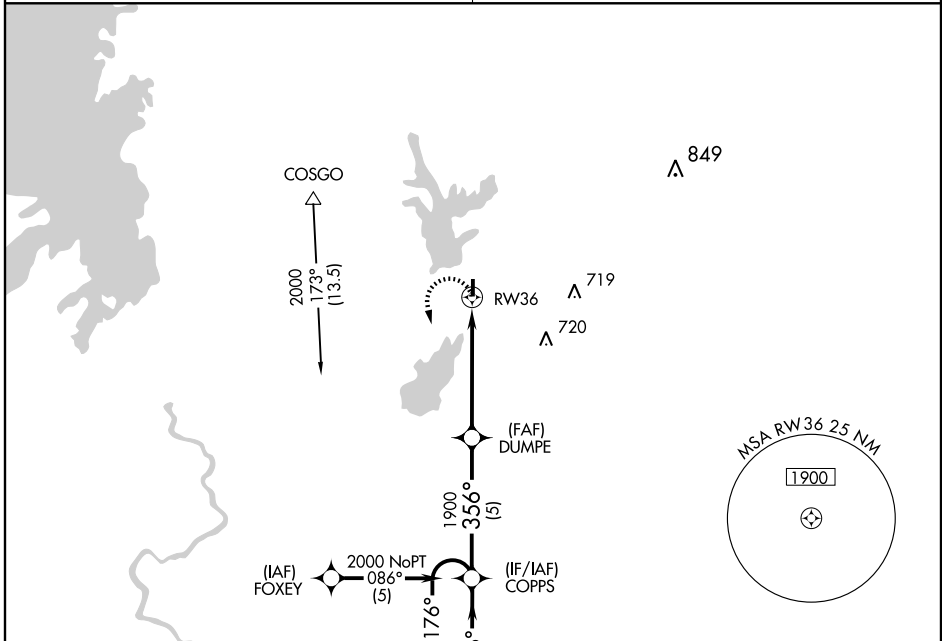 849
COSGO
2000
173°
(13.5)
RW36
719
720
(FAF)
DUMPE
MSA RW36 25 NM
1900
1900
356°
(5)
(IAF)
FOXEY
2000 NoPT
086°
(5)
(IF/IAF)
COPPS
176°